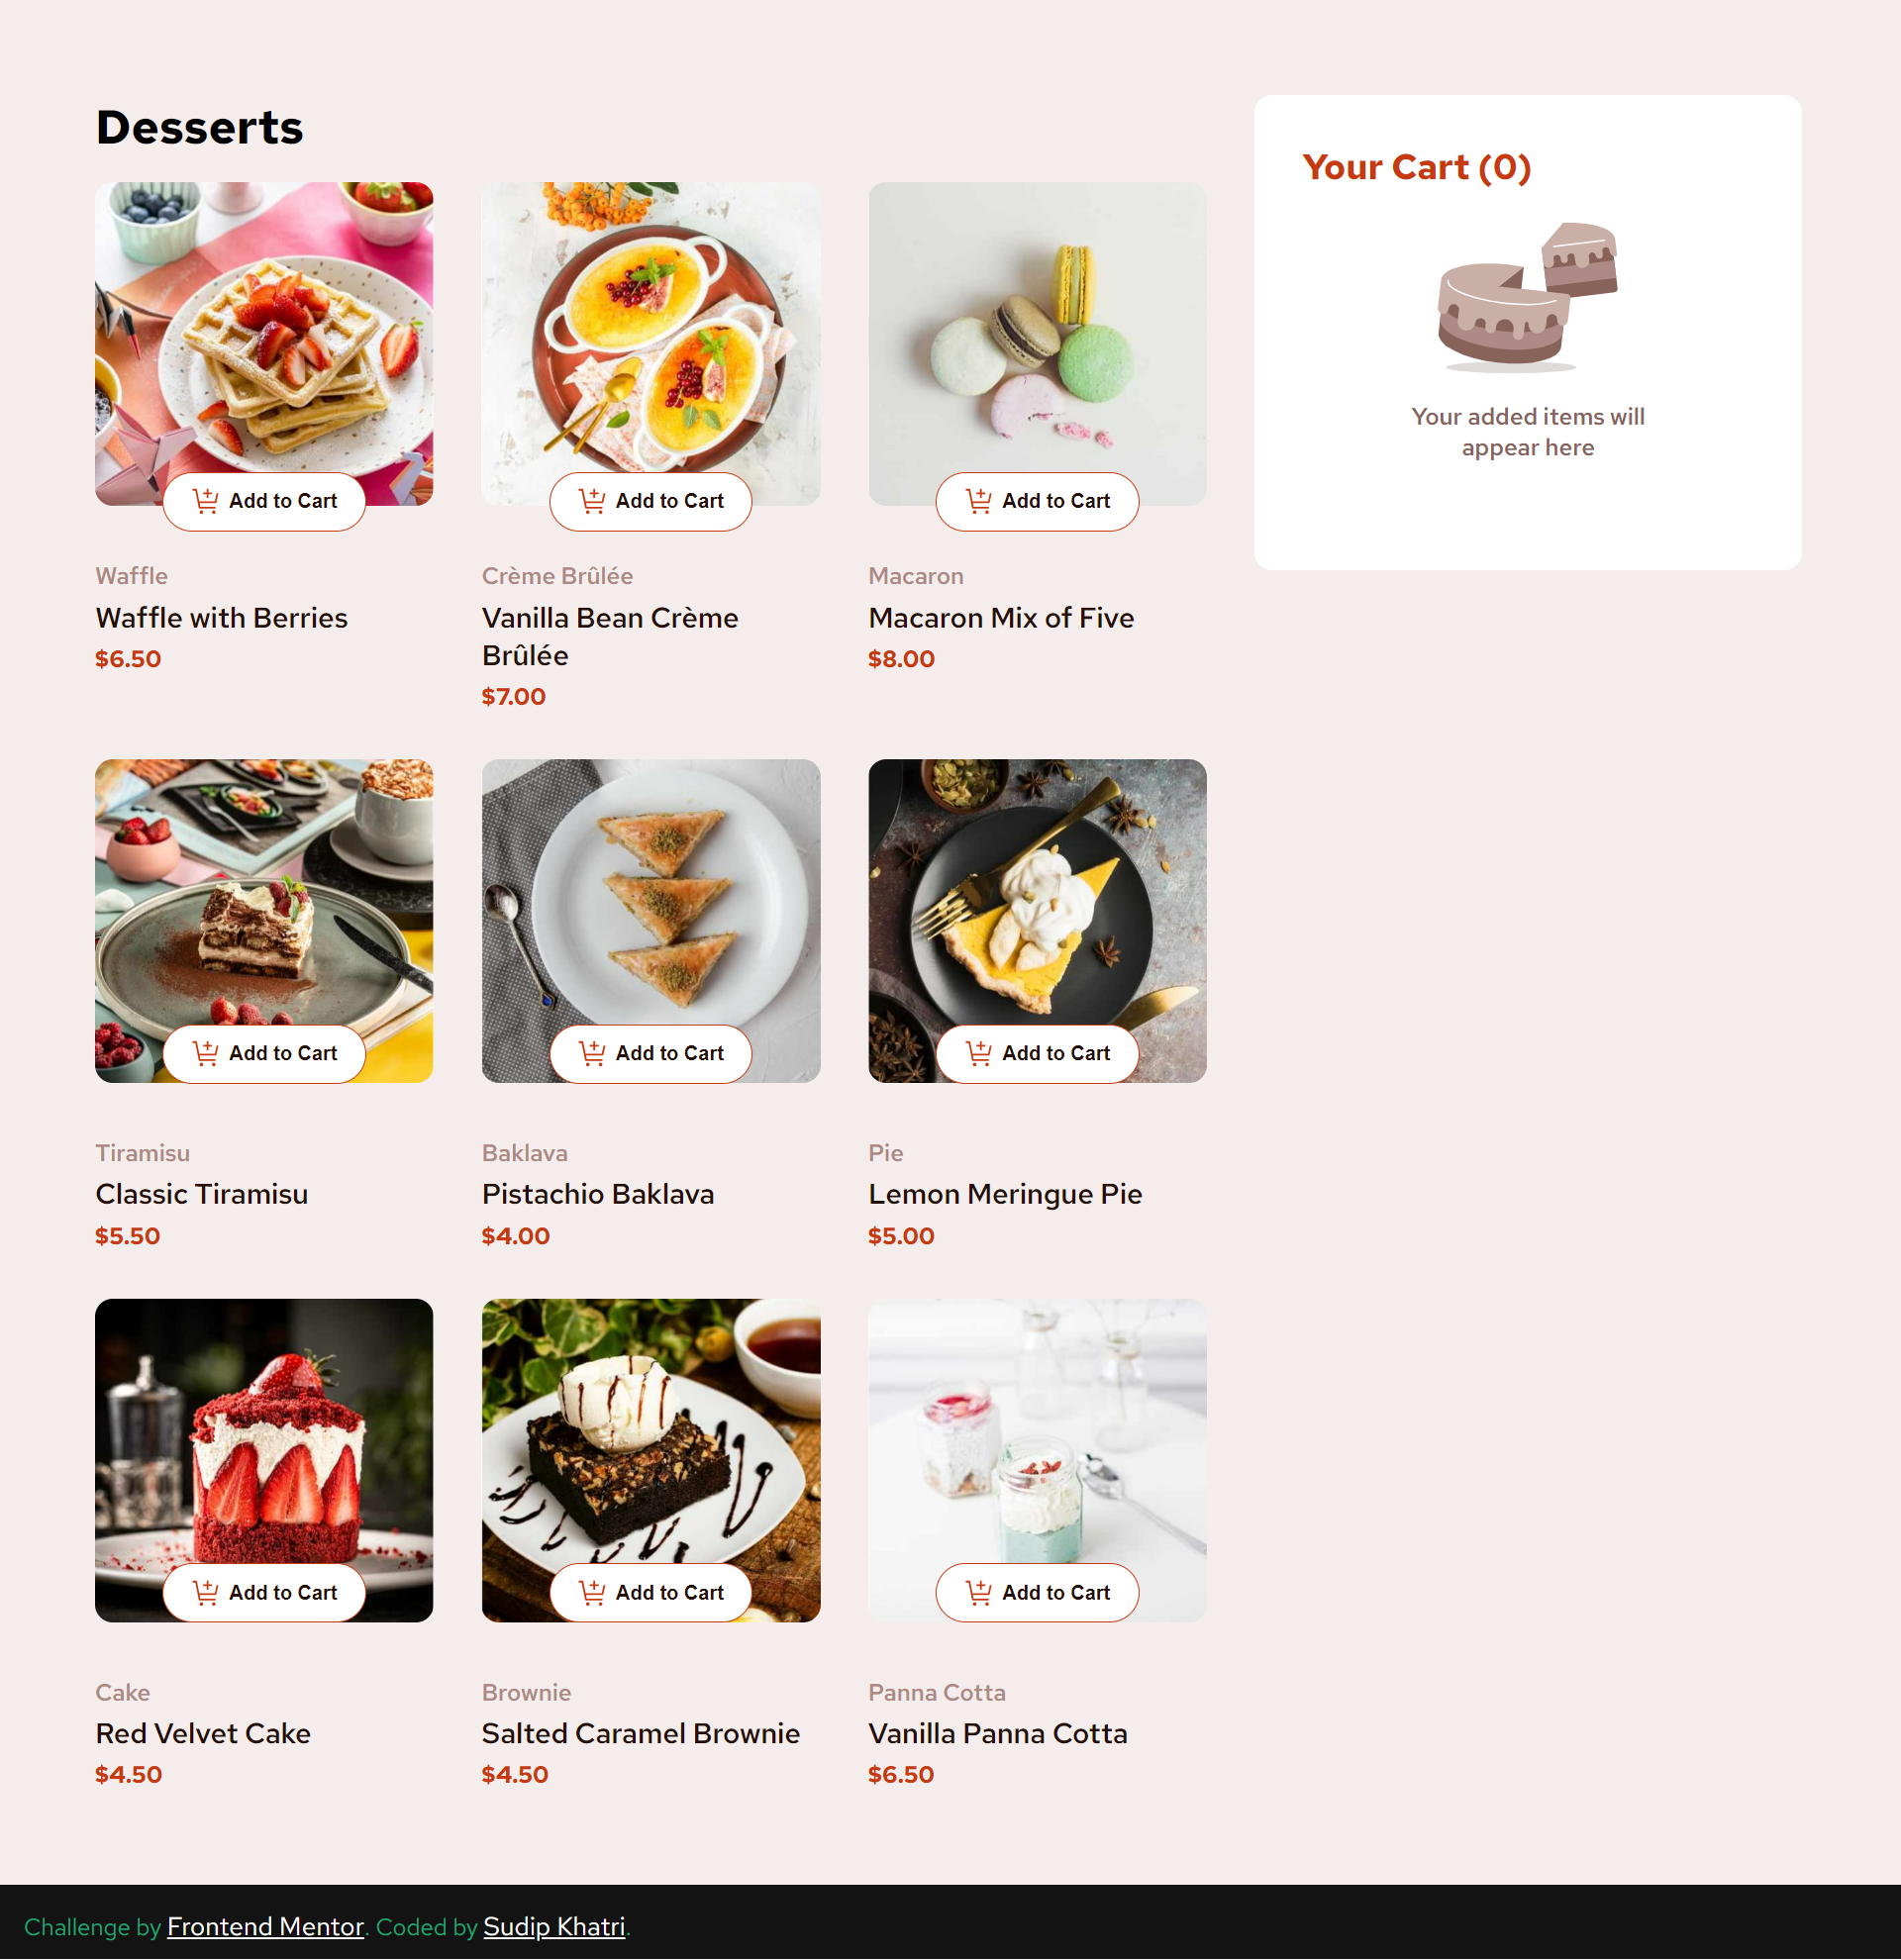 Desserts
Your Cart (0)
Your added items will
appear here
Add to Cart
Add to Cart
Add to Cart
Waffle
Waffle with Berries
$6.50
Crème Brûlée
Vanilla Bean Crème
Brûlée
$7.00
Macaron
Macaron Mix of Five
$8.00
Add to Cart
Add to Cart
Add to Cart
Tiramisu
Classic Tiramisu
$5.50
Baklava
Pistachio Baklava
$4.00
Pie
Lemon Meringue Pie
$5.00
Add to Cart
Add to Cart
Add to Cart
Cake
Red Velvet Cake
$4.50
Brownie
Salted Caramel Brownie
$4.50
Panna Cotta
Vanilla Panna Cotta
$6.50
Challenge by Frontend Mentor. Coded by Sudip Khatri.